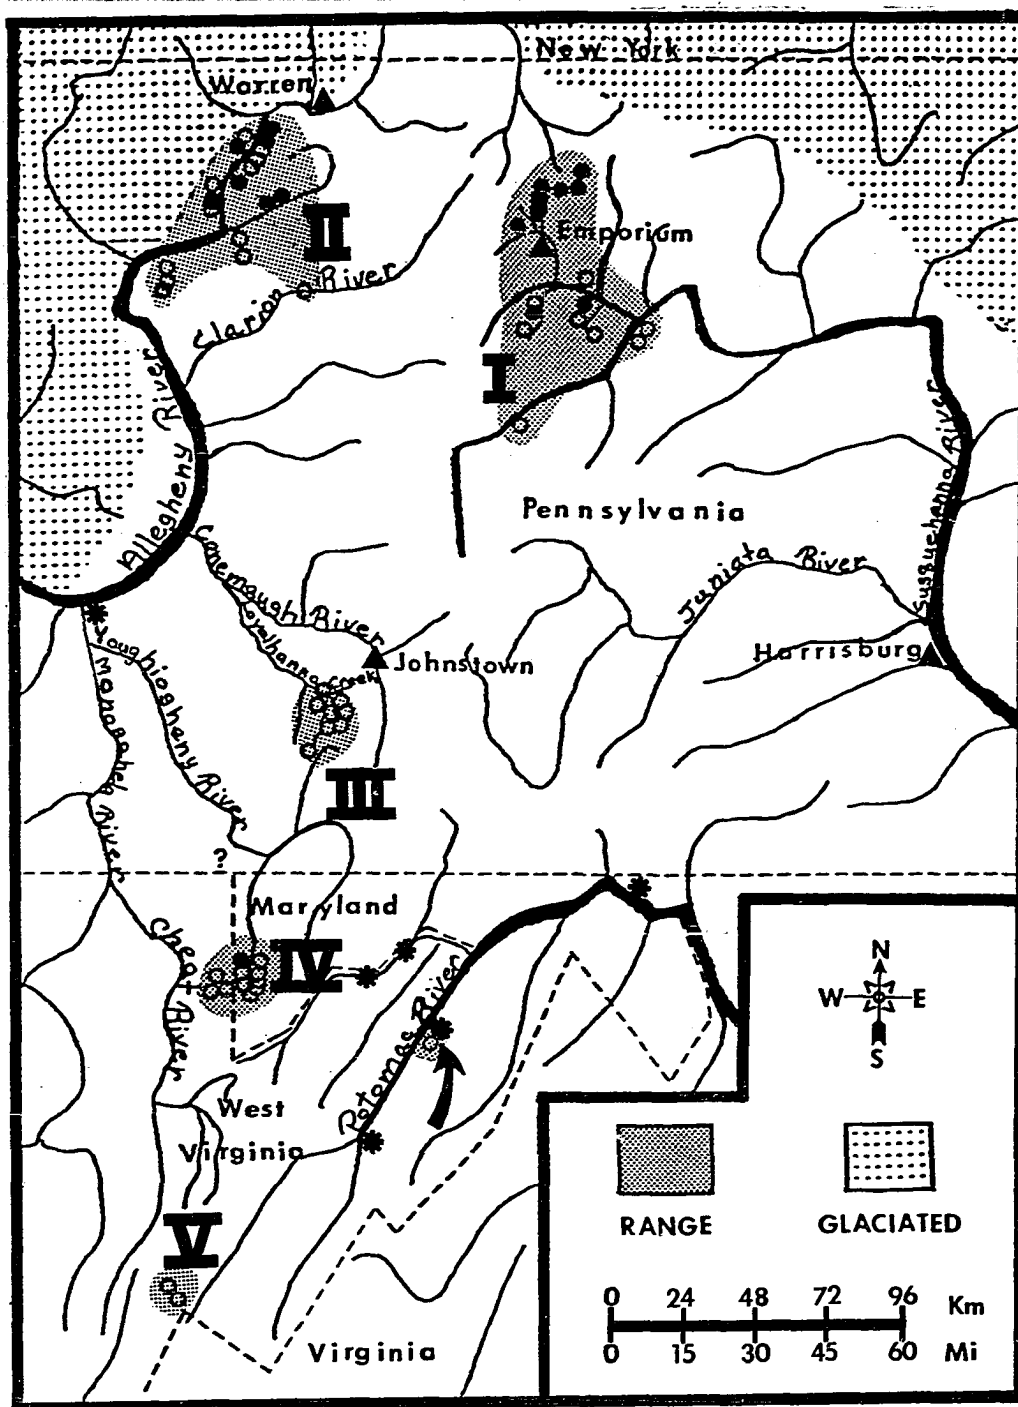 New York
Warren
II
Emporium
Clarion River
I
Allegheny River
Pennsylvania
Susquehanna River
Conemaugh River
Juniata River
Loyalhanna Creek
Johnstown
Harrisburg
Youghiogheny River
Monongahela River
III
?
Maryland
Cheat River
IV
Potomac River
West
Virginia
V
Virginia
N
W E
S
RANGE
GLACIATED
0 24 48 72 96 Km
0 15 30 45 60 Mi